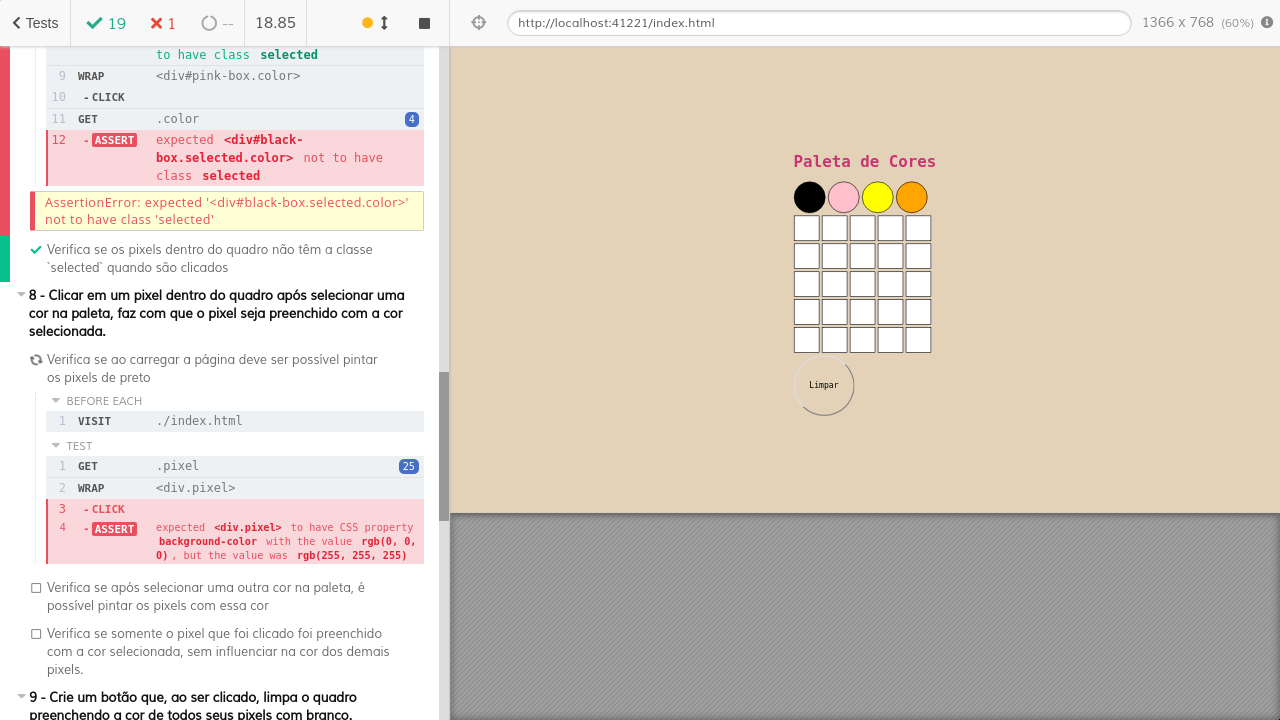 Tests 19 1 -- 18.85 http://localhost:41221/index.html 1366 x 768 (60%)
to have class selected
9 WRAP <div#pink-box.color>
10 - CLICK
11 GET .color 4
12 - ASSERT expected <div#black-
box.selected.color> not to have
class selected
AssertionError: expected '<div#black-box.selected.color>'
not to have class 'selected'
Verifica se os pixels dentro do quadro não têm a classe
`selected` quando são clicados
8 - Clicar em um pixel dentro do quadro após selecionar uma
cor na paleta, faz com que o pixel seja preenchido com a cor
selecionada.
Verifica se ao carregar a página deve ser possível pintar
os pixels de preto
BEFORE EACH
1 VISIT ./index.html
TEST
1 GET .pixel 25
2 WRAP <div.pixel>
3 - CLICK
4 - ASSERT expected <div.pixel> to have CSS property
background-color with the value rgb(0, 0,
0) , but the value was rgb(255, 255, 255)
Verifica se após selecionar uma outra cor na paleta, é
possível pintar os pixels com essa cor
Verifica se somente o pixel que foi clicado foi preenchido
com a cor selecionada, sem influenciar na cor dos demais
pixels.
9 - Crie um botão que, ao ser clicado, limpa o quadro
preenchendo a cor de todos seus pixels com branco.
Paleta de Cores
Limpar